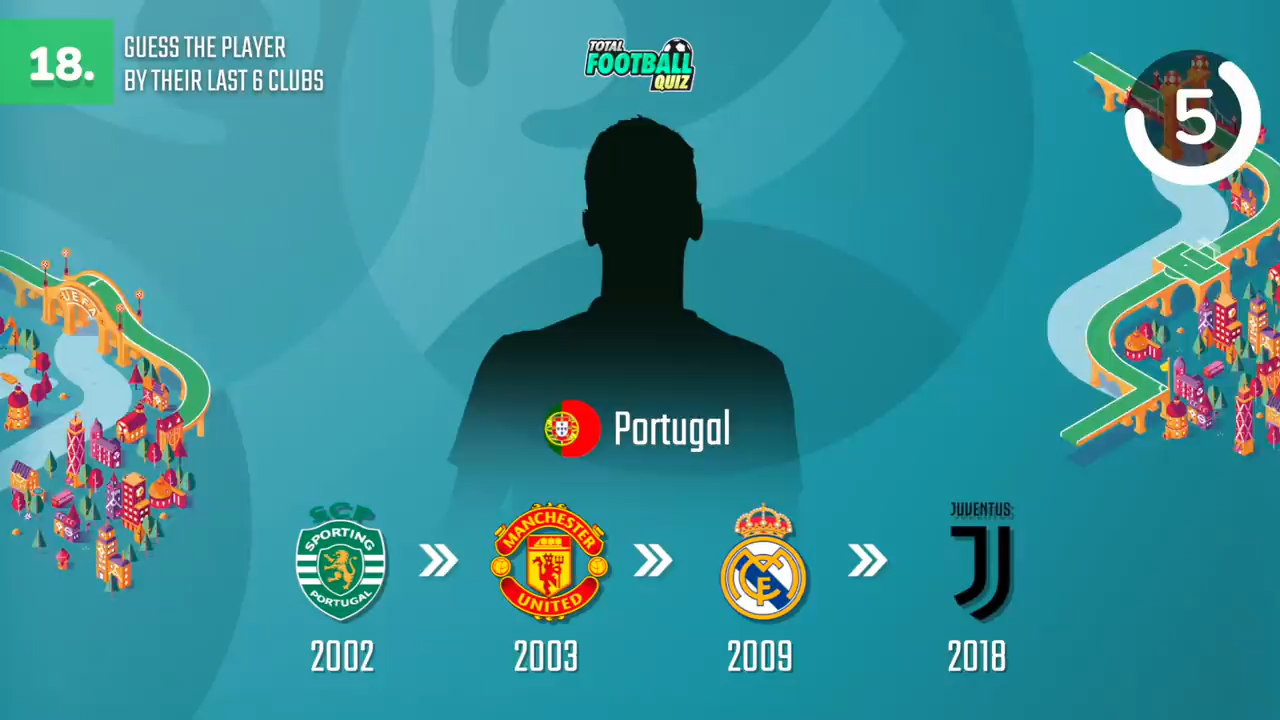 18.
GUESS THE PLAYER
BY THEIR LAST 6 CLUBS
TOTAL
FOOTBALL
QUIZ
5
UEFA
Portugal
SCP
SPORTING
PORTUGAL
MANCHESTER
UNITED
JUVENTUS
2002
2003
2009
2018